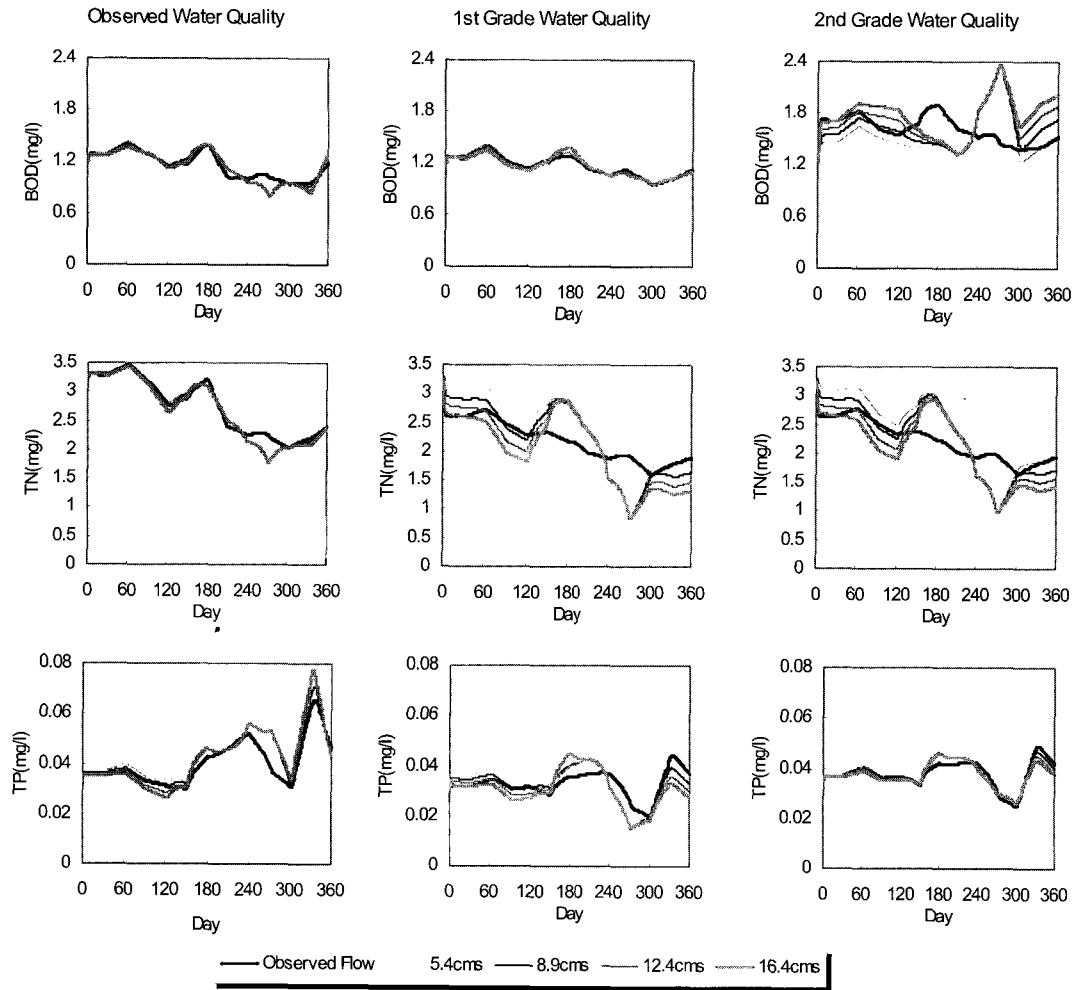 Observed Water Quality 1st Grade Water Quality 2nd Grade Water Quality
2.4 2.4 2.4
1.8 1.8 1.8
1.2 1.2 1.2
0.6 0.6 0.6
0 0 0
BOD(mg/l) BOD(mg/l) BOD(mg/l)
0 60 120 180 240 300 360 0 60 120 180 240 300 360 0 60 120 180 240 300 360
Day Day Day
3.5 3.5 3.5
3 3 3
2.5 2.5 2.5
2 2 2
1.5 1.5 1.5
1 1 1
0.5 0.5 0.5
0 0 0
TN(mg/l) TN(mg/l) TN(mg/l)
0 60 120 180 240 300 360 0 60 120 180 240 300 360 0 60 120 180 240 300 360
Day Day Day
0.08 0.08 0.08
0.06 0.06 0.06
0.04 0.04 0.04
0.02 0.02 0.02
0 0 0
TP(mg/l) TP(mg/l) TP(mg/l)
0 60 120 180 240 300 360 0 60 120 180 240 300 360 0 60 120 180 240 300 360
Day Day Day
Observed Flow 5.4cms 8.9cms 12.4cms 16.4cms